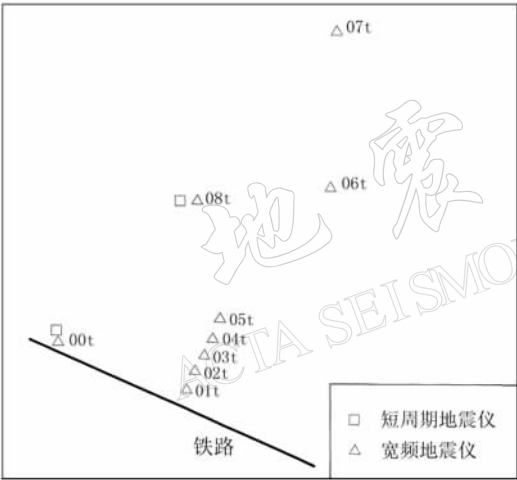 07t
06t
08t
05t
00t
04t
03t
02t
01t
铁路
短周期地震仪
宽频地震仪
地震
ACTA SEISMO